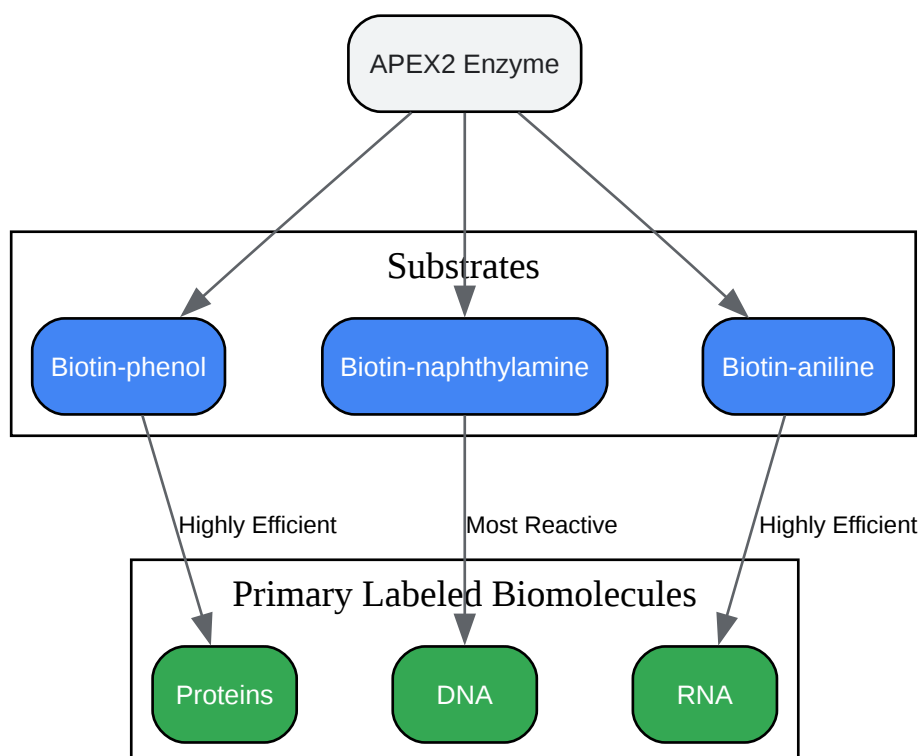 APEX2 Enzyme
Substrates
Biotin-phenol
Biotin-naphthylamine
Biotin-aniline
Highly Efficient
Most Reactive
Highly Efficient
Primary Labeled Biomolecules
Proteins
DNA
RNA